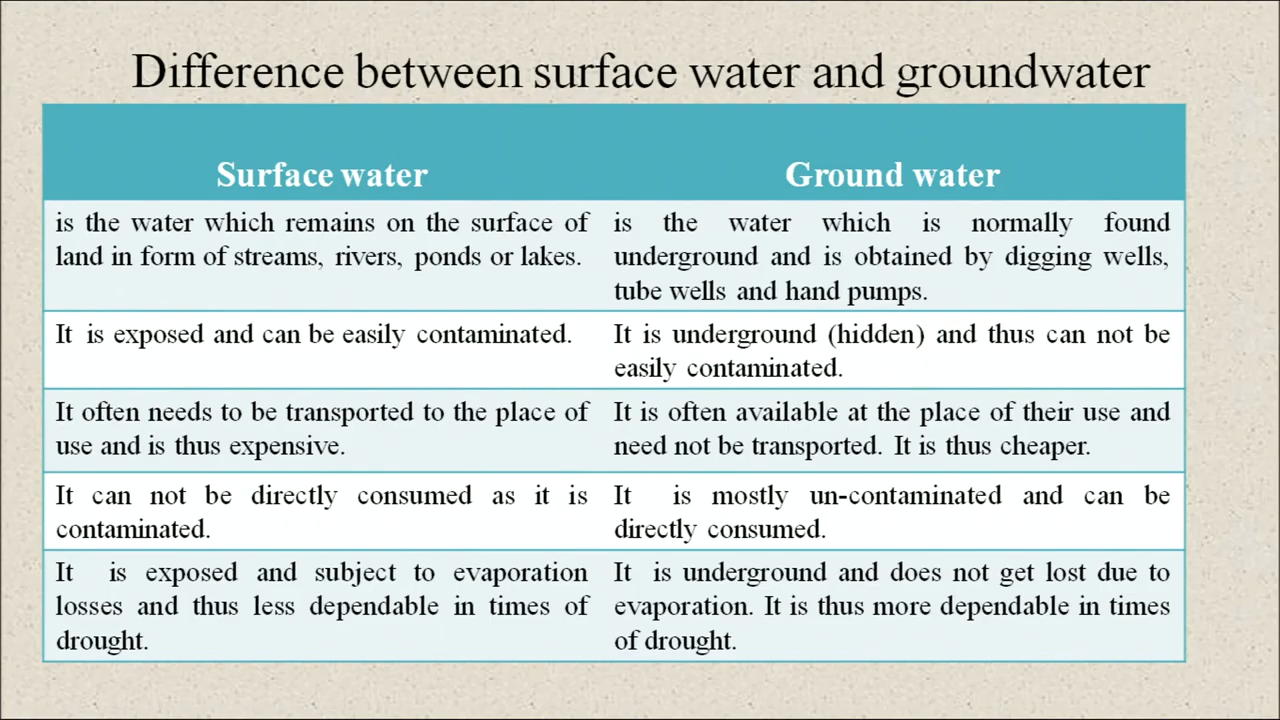 Difference between surface water and groundwater
Surface water
Ground water
is the water which remains on the surface of
land in form of streams, rivers, ponds or lakes.
is the water which is normally found
underground and is obtained by digging wells,
tube wells and hand pumps.
It is exposed and can be easily contaminated.
It is underground (hidden) and thus can not be
easily contaminated.
It often needs to be transported to the place of
use and is thus expensive.
It is often available at the place of their use and
need not be transported. It is thus cheaper.
It can not be directly consumed as it is
contaminated.
It is mostly un-contaminated and can be
directly consumed.
It is exposed and subject to evaporation
losses and thus less dependable in times of
drought.
It is underground and does not get lost due to
evaporation. It is thus more dependable in times
of drought.